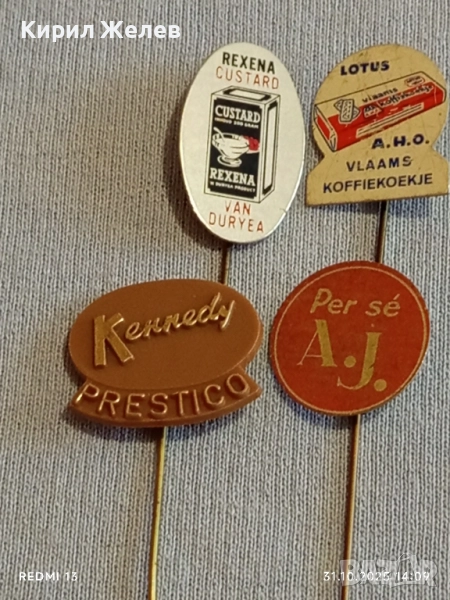 Кирил Желев
REXENA
CUSTARD
CUSTARD
REXENA
VAN
DURYEA
LOTUS
vlaams
A.H.O.
VLAAMS
KOFFIEKOEKJE
Kennedy
PRESTICO
Per sé
A.J.
REDMI 13
31.10.2025 14:09